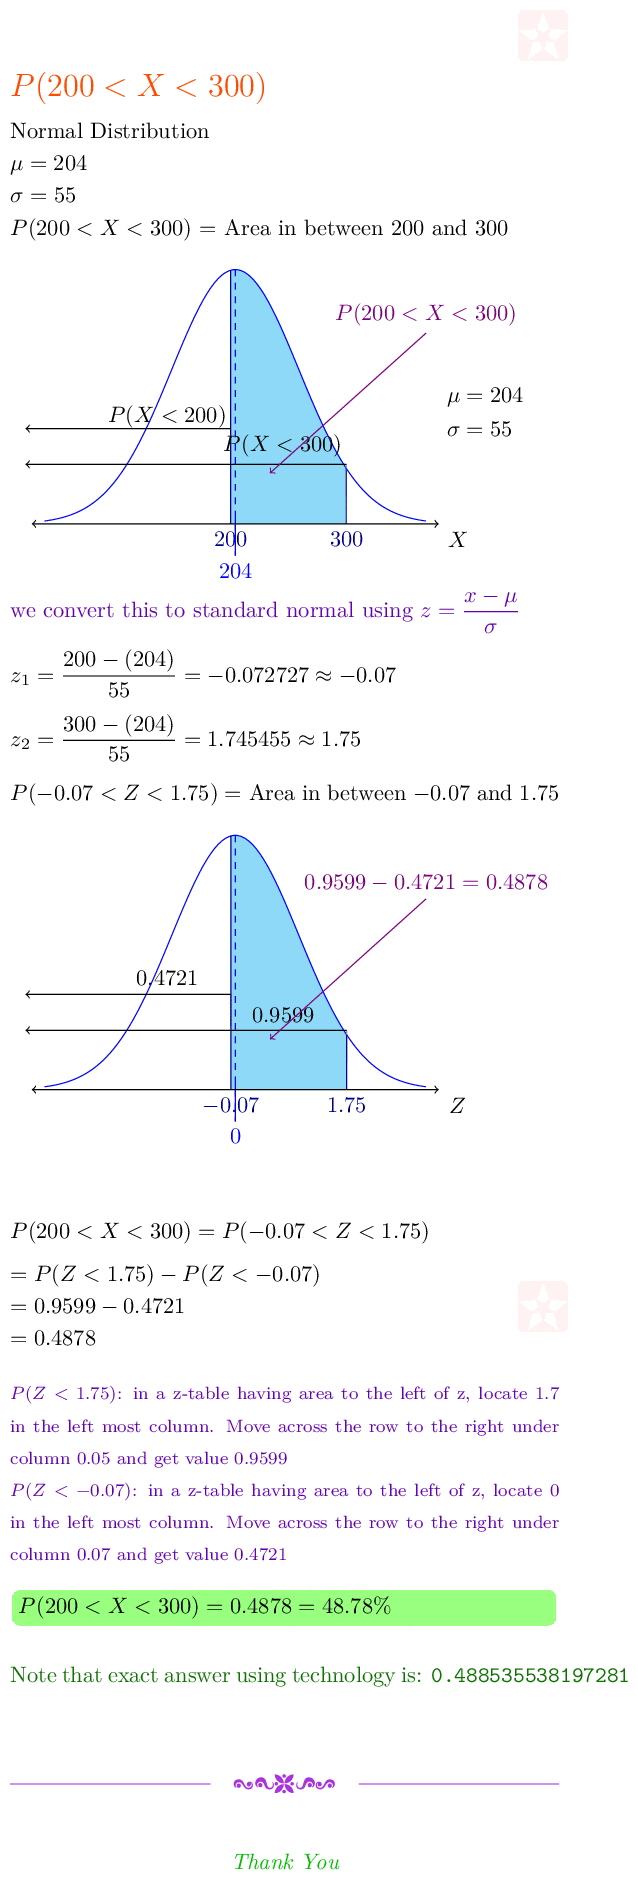 P(200 < X < 300)
Normal Distribution
μ = 204
σ = 55
P(200 < X < 300) = Area in between 200 and 300
P(200 < X < 300)
μ = 204
P(X < 200)
σ = 55
P(X < 300)
200 300 X
204
we convert this to standard normal using z = \frac{x − μ}{σ}
z₁ = \frac{200 − (204)}{55} = −0.072727 ≈ −0.07
z₂ = \frac{300 − (204)}{55} = 1.745455 ≈ 1.75
P(−0.07 < Z < 1.75) = Area in between −0.07 and 1.75
0.9599 − 0.4721 = 0.4878
0.4721
0.9599
−0.07 1.75 Z
0
P(200 < X < 300) = P(−0.07 < Z < 1.75)
= P(Z < 1.75) − P(Z < −0.07)
= 0.9599 − 0.4721
= 0.4878
P(Z < 1.75): in a z-table having area to the left of z, locate 1.7
in the left most column. Move across the row to the right under
column 0.05 and get value 0.9599
P(Z < −0.07): in a z-table having area to the left of z, locate 0
in the left most column. Move across the row to the right under
column 0.07 and get value 0.4721
P(200 < X < 300) = 0.4878 = 48.78%
Note that exact answer using technology is: 0.488535538197281
Thank You